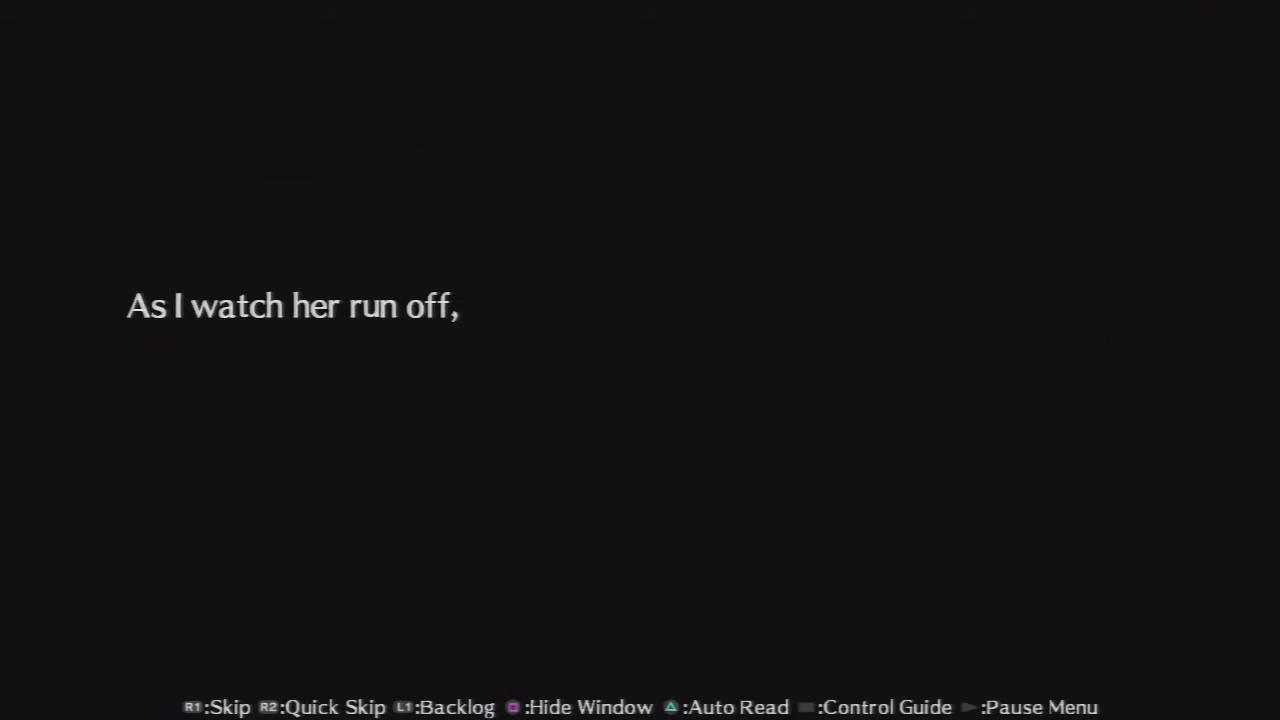 As I watch her run off,
R1:Skip R2:Quick Skip L1:Backlog :Hide Window :Auto Read :Control Guide :Pause Menu